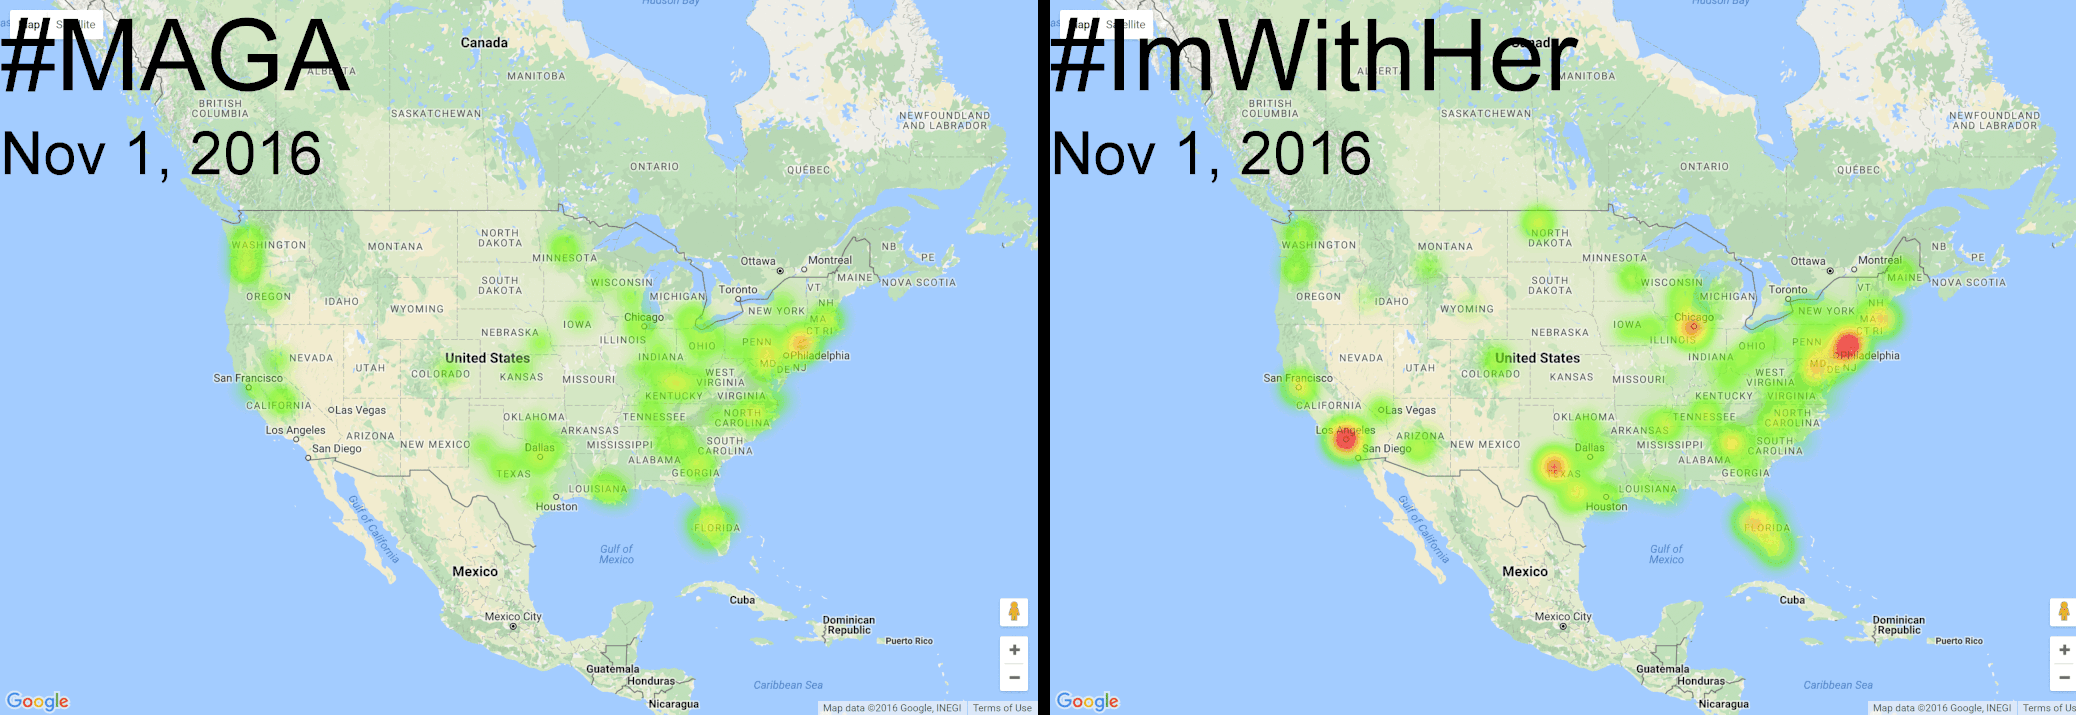 #MAGA
Nov 1, 2016
Map
Satellite
Hudson Bay
Canada
ALBERTA
MANITOBA
BRITISH
COLUMBIA
SASKATCHEWAN
NEWFOUNDLAND
AND LABRADOR
ONTARIO
QUÉBEC
WASHINGTON
MONTANA
NORTH
DAKOTA
MINNESOTA
Ottawa
Montreal
NB
PE
MAINE
NOVA SCOTIA
OREGON
IDAHO
SOUTH
DAKOTA
WISCONSIN
MICHIGAN
Toronto
VT
NH
WYOMING
IOWA
Chicago
NEW YORK
MA
CT RI
NEBRASKA
ILLINOIS
INDIANA
OHIO
PENN
Philadelphia
NEVADA
UTAH
United States
COLORADO
KANSAS
MISSOURI
WEST
VIRGINIA
MD
DE NJ
San Francisco
CALIFORNIA
Las Vegas
KENTUCKY
VIRGINIA
OKLAHOMA
TENNESSEE
NORTH
CAROLINA
Los Angeles
ARIZONA
NEW MEXICO
ARKANSAS
MISSISSIPPI
SOUTH
CAROLINA
San Diego
Dallas
ALABAMA
TEXAS
GEORGIA
LOUISIANA
Houston
Gulf of California
FLORIDA
Gulf of
Mexico
Mexico
Cuba
Mexico City
Dominican
Republic
Puerto Rico
Guatemala
Honduras
Caribbean Sea
Nicaragua
Google
Map data ©2016 Google, INEGI
Terms of Use
#ImWithHer
Nov 1, 2016
Map
Satellite
Hudson Bay
Canada
ALBERTA
MANITOBA
BRITISH
COLUMBIA
SASKATCHEWAN
NEWFOUNDLAND
AND LABRADOR
ONTARIO
QUÉBEC
WASHINGTON
MONTANA
NORTH
DAKOTA
MINNESOTA
Ottawa
Montreal
NB
PE
MAINE
NOVA SCOTIA
OREGON
IDAHO
SOUTH
DAKOTA
WISCONSIN
MICHIGAN
Toronto
VT
NH
WYOMING
IOWA
Chicago
NEW YORK
MA
CT RI
NEBRASKA
ILLINOIS
INDIANA
OHIO
PENN
Philadelphia
NEVADA
UTAH
United States
COLORADO
KANSAS
MISSOURI
WEST
VIRGINIA
MD
DE NJ
San Francisco
CALIFORNIA
Las Vegas
KENTUCKY
VIRGINIA
OKLAHOMA
TENNESSEE
NORTH
CAROLINA
Los Angeles
ARIZONA
NEW MEXICO
ARKANSAS
MISSISSIPPI
SOUTH
CAROLINA
San Diego
Dallas
ALABAMA
TEXAS
GEORGIA
LOUISIANA
Houston
Gulf of California
FLORIDA
Gulf of
Mexico
Mexico
Cuba
Mexico City
Dominican
Republic
Puerto Rico
Guatemala
Honduras
Caribbean Sea
Nicaragua
Google
Map data ©2016 Google, INEGI
Terms of Us